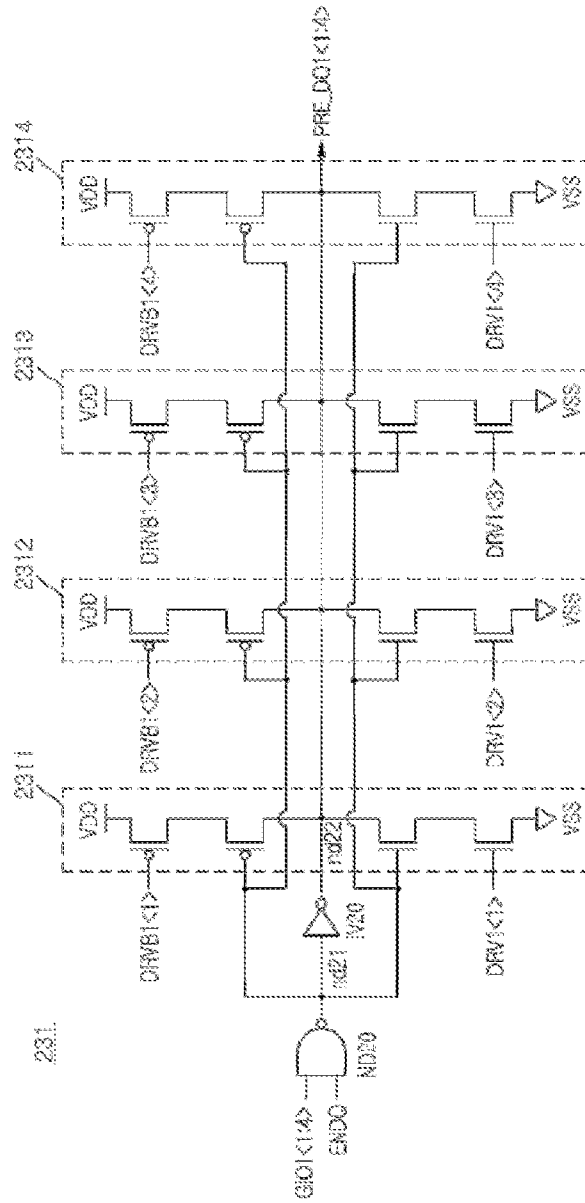 231
2311
2312
2313
2314
VDD
VDD
VDD
VDD
DRVB1<1>
DRVB1<2>
DRVB1<3>
DRVB1<4>
GIO1<1:4>
ENDO
ND20
nd21
IV20
nd22
PRE_DO1<1:4>
DRV1<1>
DRV1<2>
DRV1<3>
DRV1<4>
VSS
VSS
VSS
VSS